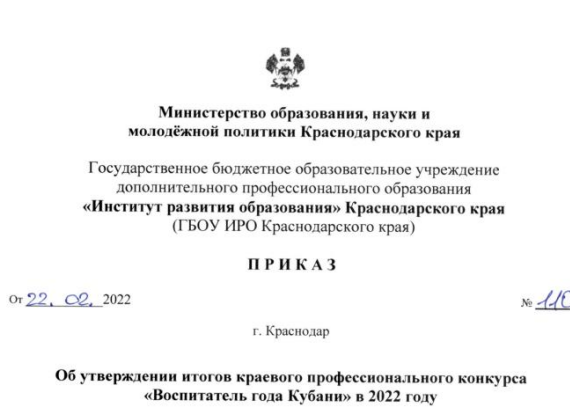 Министерство образования, науки и
молодёжной политики Краснодарского края
Государственное бюджетное образовательное учреждение
дополнительного профессионального образования
«Институт развития образования» Краснодарского края
(ГБОУ ИРО Краснодарского края)
П Р И К А З
От 22. 02. 2022
№
г. Краснодар
Об утверждении итогов краевого профессионального конкурса
«Воспитатель года Кубани» в 2022 году